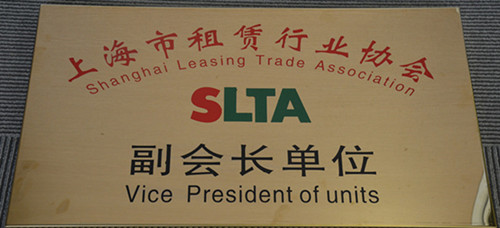 上海市租赁行业协会
Shanghai Leasing Trade Association
SLTA
副会长单位
Vice President of units